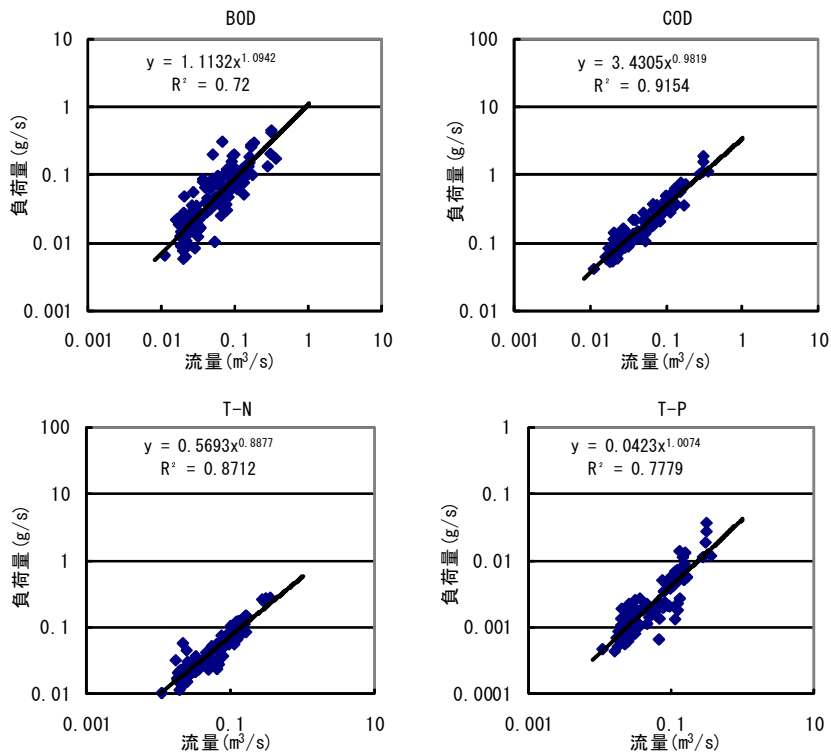 BOD
COD
10
1
0.1
0.01
0.001
負荷量(g/s)
y = 1.1132x^1.0942
R² = 0.72
0.001
0.01
0.1
1
10
流量(m³/s)
100
10
1
0.1
0.01
負荷量(g/s)
y = 3.4305x^0.9819
R² = 0.9154
0.001
0.01
0.1
1
10
流量(m³/s)
T-N
T-P
100
10
1
0.1
0.01
負荷量(g/s)
y = 0.5693x^0.8877
R² = 0.8712
0.001
0.1
10
流量(m³/s)
1
0.1
0.01
0.001
0.0001
負荷量(g/s)
y = 0.0423x^1.0074
R² = 0.7779
0.001
0.1
10
流量(m³/s)